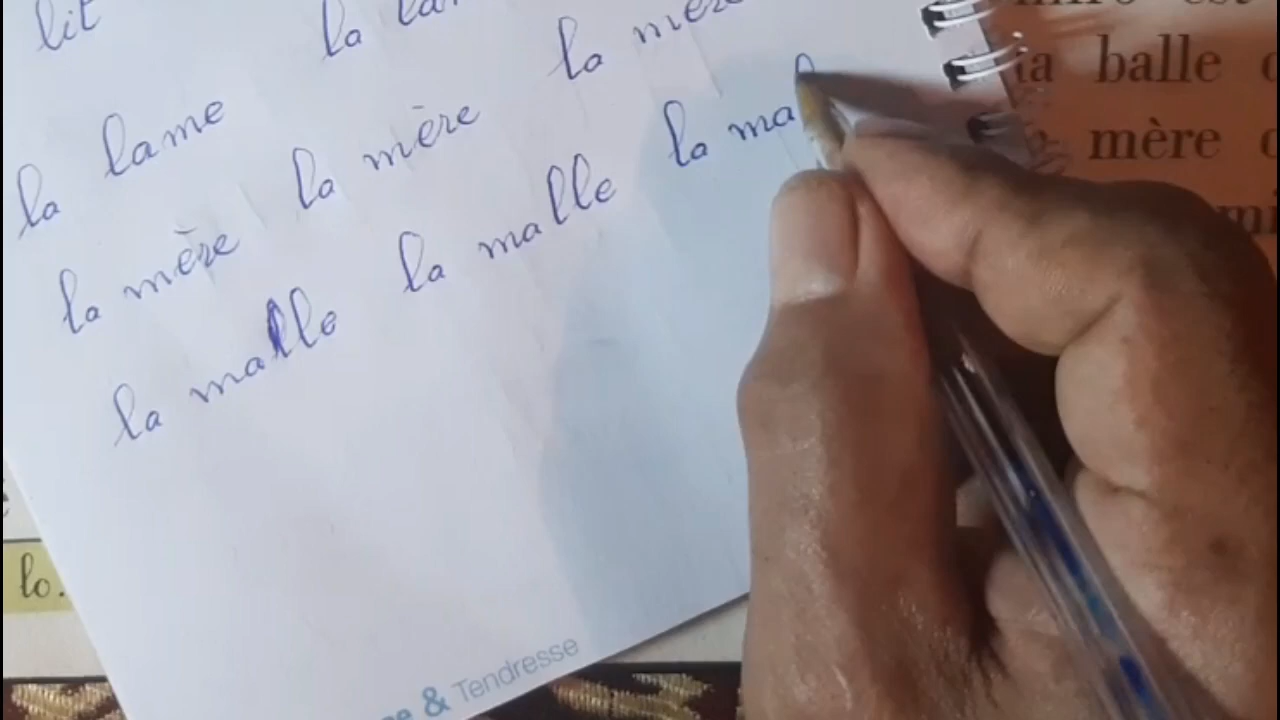 lit la
la lame la mère la mère
la mère la malle la ma
la malle
& Tendresse
lo.
ta balle
mère